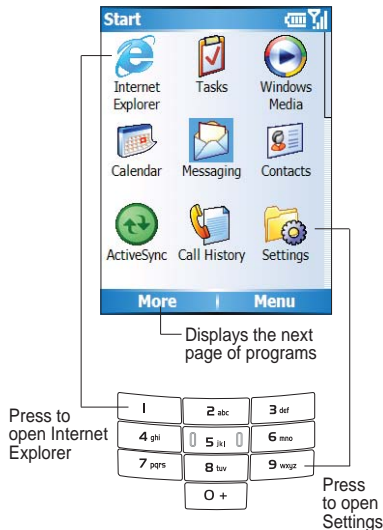 Start
Internet Tasks Windows
Explorer Media
Calendar Messaging Contacts
ActiveSync Call History Settings
More Menu
Displays the next
page of programs
Press to
open Internet
Explorer
1 2 abc 3 def
4 ghi 5 jkl 6 mno
7 pqrs 8 tuv 9 wxyz
0 +
Press
to open
Settings